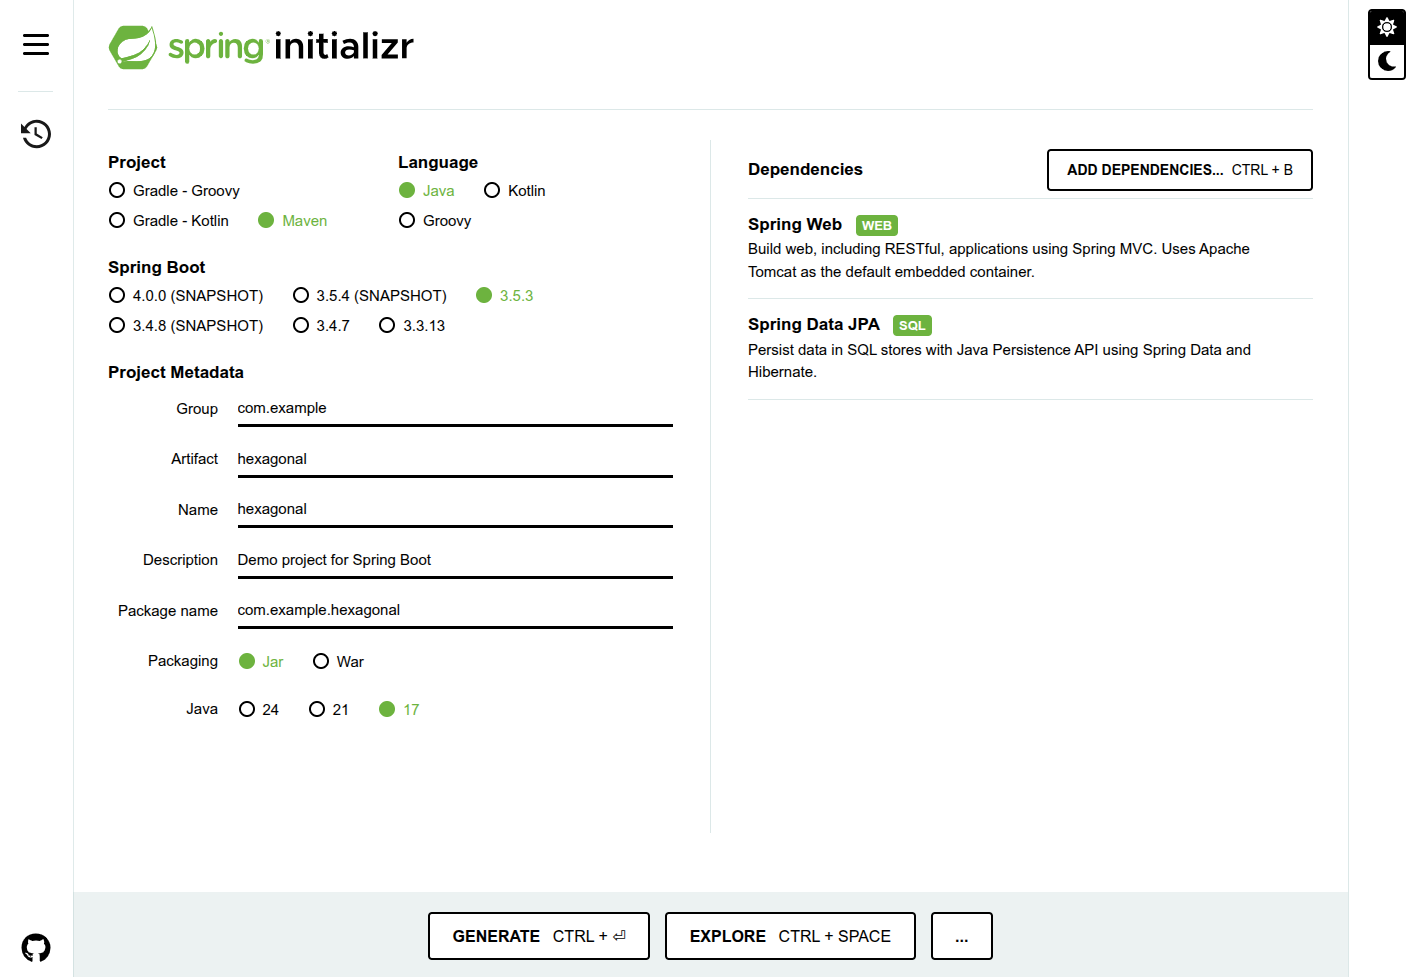 spring initializr
Project
Gradle - Groovy
Gradle - Kotlin Maven
Language
Java Kotlin
Groovy
Spring Boot
4.0.0 (SNAPSHOT) 3.5.4 (SNAPSHOT) 3.5.3
3.4.8 (SNAPSHOT) 3.4.7 3.3.13
Project Metadata
Group com.example
Artifact hexagonal
Name hexagonal
Description Demo project for Spring Boot
Package name com.example.hexagonal
Packaging Jar War
Java 24 21 17
Dependencies ADD DEPENDENCIES... CTRL + B
Spring Web WEB
Build web, including RESTful, applications using Spring MVC. Uses Apache
Tomcat as the default embedded container.
Spring Data JPA SQL
Persist data in SQL stores with Java Persistence API using Spring Data and
Hibernate.
GENERATE CTRL + ⏎ EXPLORE CTRL + SPACE ...